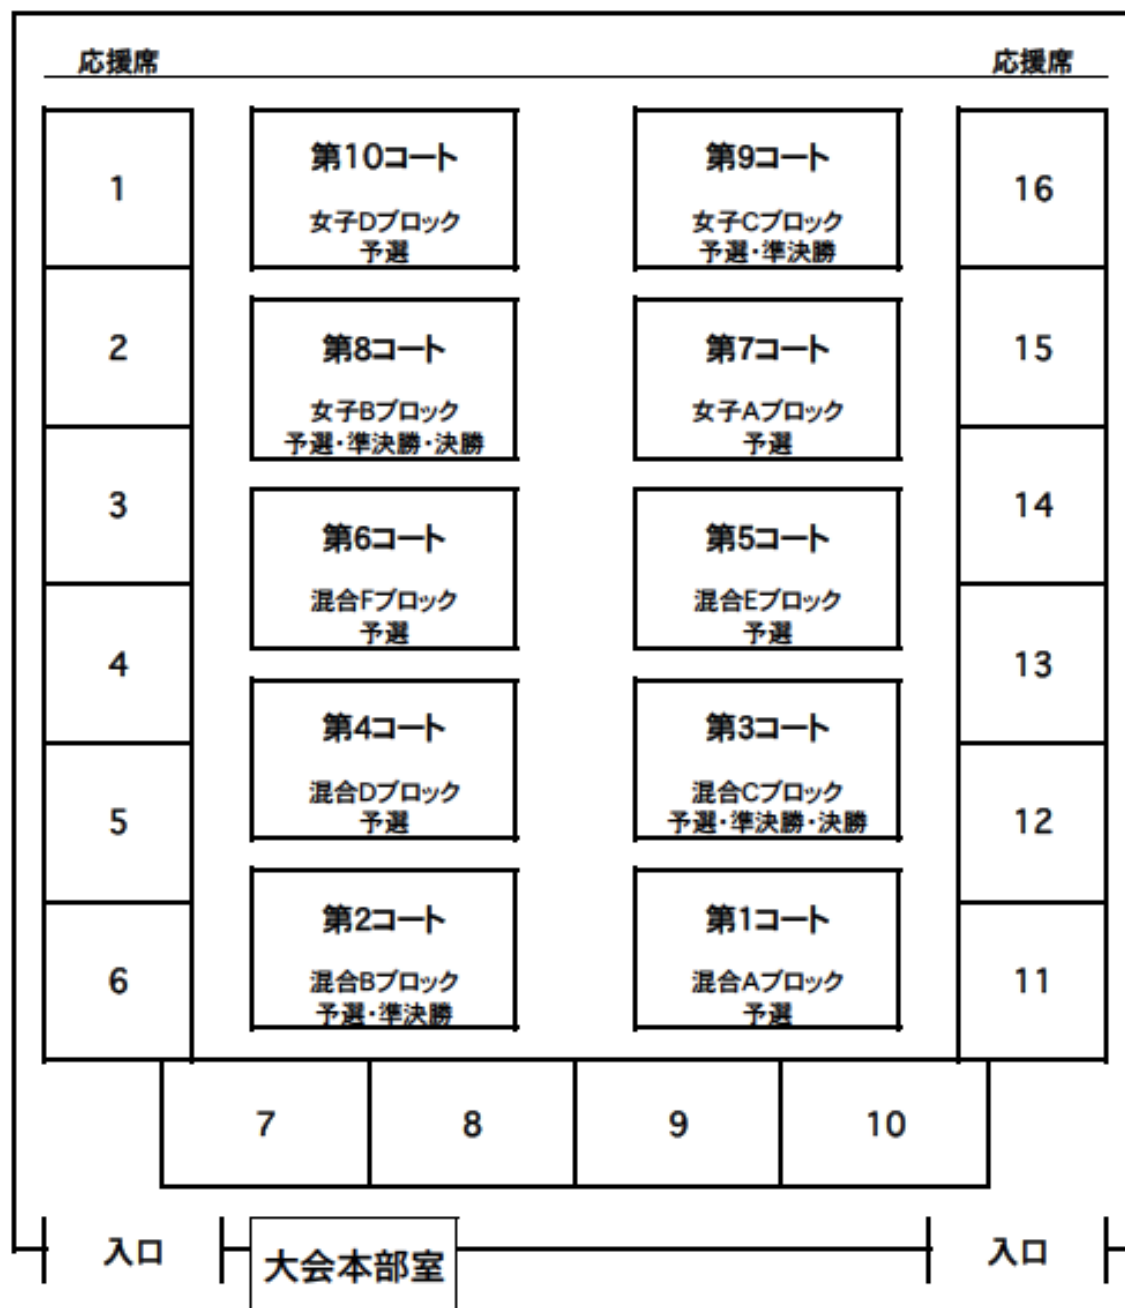 応援席 応援席
1 第10コート 第9コート 16
女子Dブロック 女子Cブロック
予選 予選・準決勝
2 第8コート 第7コート 15
女子Bブロック 女子Aブロック
予選・準決勝・決勝 予選
3 第6コート 第5コート 14
混合Fブロック 混合Eブロック
予選 予選
4 第4コート 第3コート 13
混合Dブロック 混合Cブロック
予選 予選・準決勝・決勝
5 12
第2コート 第1コート
6 混合Bブロック 混合Aブロック 11
予選・準決勝 予選
7 8 9 10
入口 大会本部室 入口